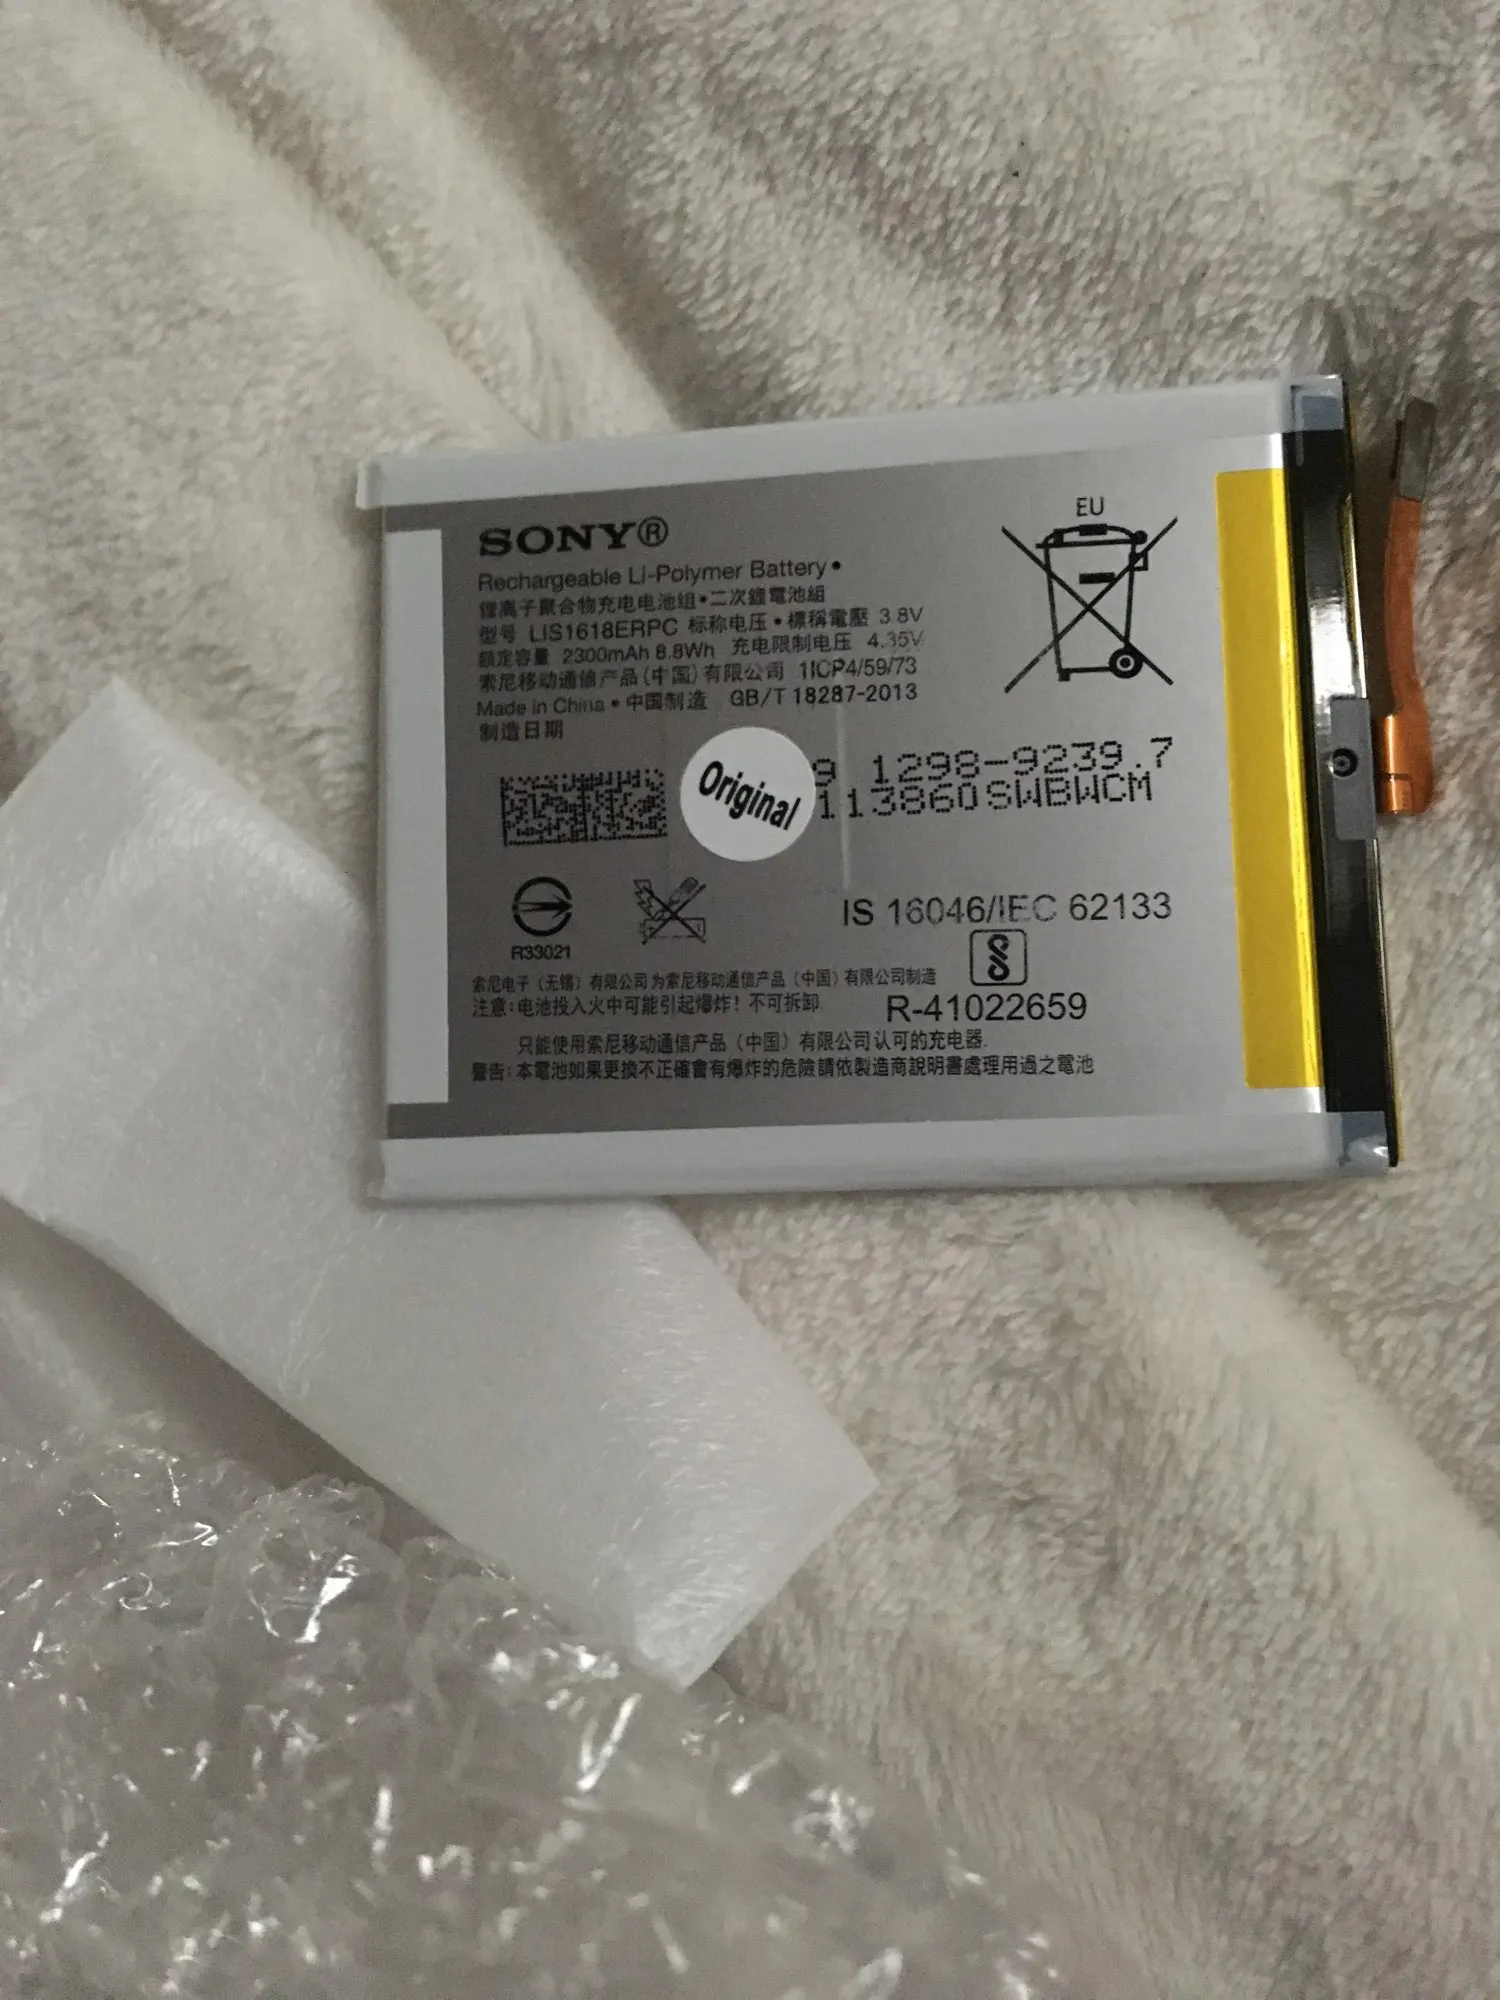 SONY®
Rechargeable Li-Polymer Battery •
锂离子聚合物充电电池组 • 二次鋰電池組
型号 LIS1618ERPC 标称电压 • 標稱電壓 3.8V
額定容量 2300mAh 8.8Wh 充电限制电压 4.35V
索尼移动通信产品(中国)有限公司 1ICP4/59/73
Made in China • 中国制造 GB/T 18287-2013
制造日期
EU
Original
9 1298-9239.7
113860SWBWCM
R33021
IS 16046/IEC 62133
R-41022659
索尼电子（无锡）有限公司为索尼移动通信产品（中国）有限公司制造
注意:电池投入火中可能引起爆炸！不可拆卸.
只能使用索尼移动通信产品（中国）有限公司认可的充电器.
警告:本電池如果更換不正確會有爆炸的危險請依製造商說明書處理用過之電池